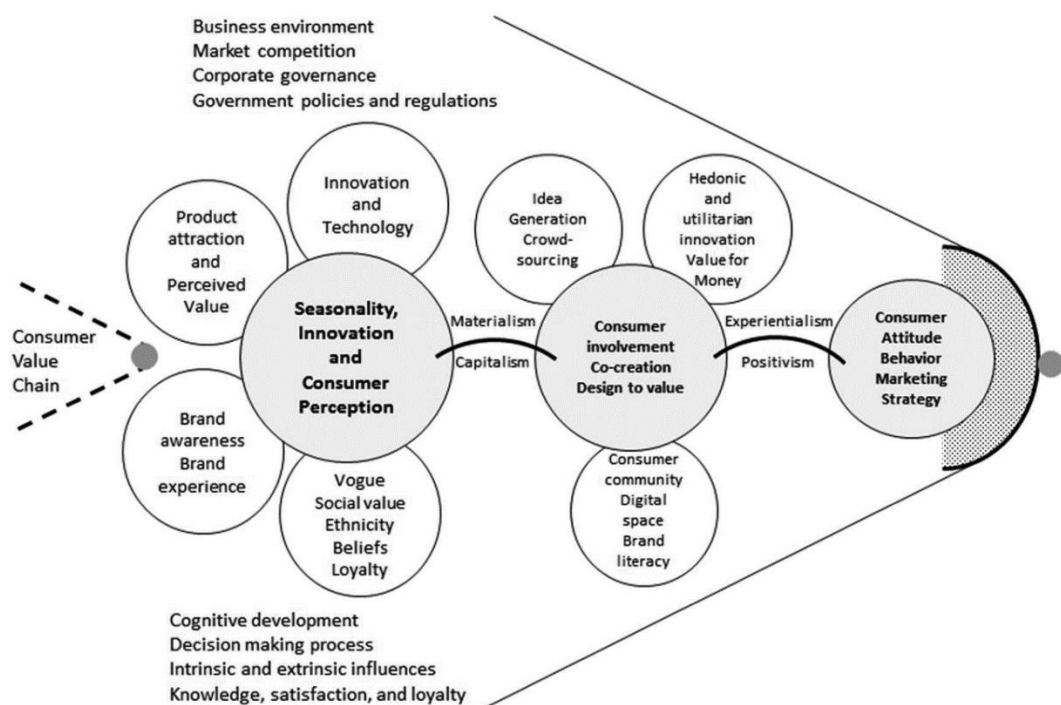 Business environment
Market competition
Corporate governance
Government policies and regulations
Innovation
and
Technology
Product
attraction
and
Perceived
Value
Idea
Generation
Crowd-
sourcing
Hedonic
and
utilitarian
innovation
Value for
Money
Consumer
Value
Chain
Seasonality,
Innovation
and
Consumer
Perception
Materialism
Capitalism
Consumer
involvement
Co-creation
Design to value
Experientialism
Positivism
Consumer
Attitude
Behavior
Marketing
Strategy
Brand
awareness
Brand
experience
Vogue
Social value
Ethnicity
Beliefs
Loyalty
Consumer
community
Digital
space
Brand
literacy
Cognitive development
Decision making process
Intrinsic and extrinsic influences
Knowledge, satisfaction, and loyalty